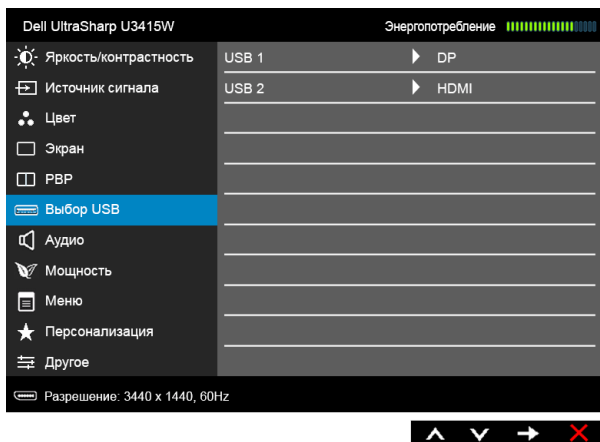 Dell UltraSharp U3415W Энергопотребление
Яркость/контрастность USB 1 DP
Источник сигнала USB 2 HDMI
Цвет
Экран
PBP
Выбор USB
Аудио
Мощность
Меню
Персонализация
Другое
Разрешение: 3440 x 1440, 60Hz